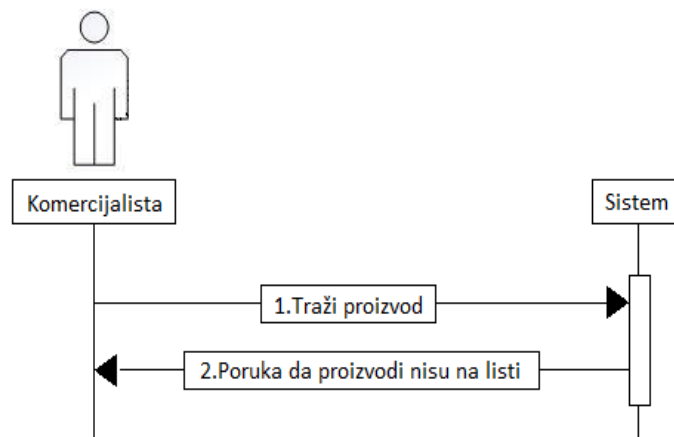 Komercijalista
Sistem
1.Traži proizvod
2.Poruka da proizvodi nisu na listi